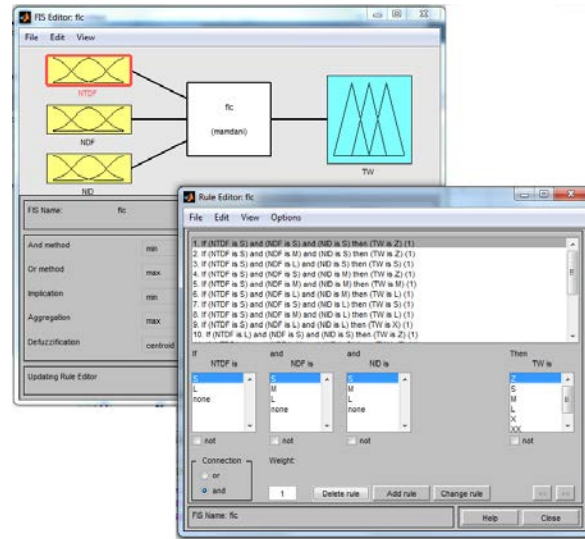 FIS Editor: flc
File Edit View
NTDF
NDF
NID
flc
(mamdani)
TW
FIS Name: flc
And method min
Or method max
Implication min
Aggregation max
Defuzzification centroid
Updating Rule Editor
Rule Editor: flc
File Edit View Options
1. If (NTDF is S) and (NDF is S) and (NID is S) then (TW is Z) (1)
2. If (NTDF is S) and (NDF is M) and (NID is S) then (TW is Z) (1)
3. If (NTDF is S) and (NDF is L) and (NID is S) then (TW is S) (1)
4. If (NTDF is S) and (NDF is S) and (NID is M) then (TW is Z) (1)
5. If (NTDF is S) and (NDF is M) and (NID is M) then (TW is M) (1)
6. If (NTDF is S) and (NDF is L) and (NID is M) then (TW is L) (1)
7. If (NTDF is S) and (NDF is S) and (NID is L) then (TW is S) (1)
8. If (NTDF is S) and (NDF is M) and (NID is L) then (TW is L) (1)
9. If (NTDF is S) and (NDF is L) and (NID is L) then (TW is X) (1)
10. If (NTDF is L) and (NDF is S) and (NID is S) then (TW is Z) (1)
If and and Then
NTDF is NDF is NID is TW is
S S S Z
L M M S
none L L M
none none L
X
XX
not not not not
Connection Weight:
or
and 1 Delete rule Add rule Change rule << >>
FIS Name: flc Help Close